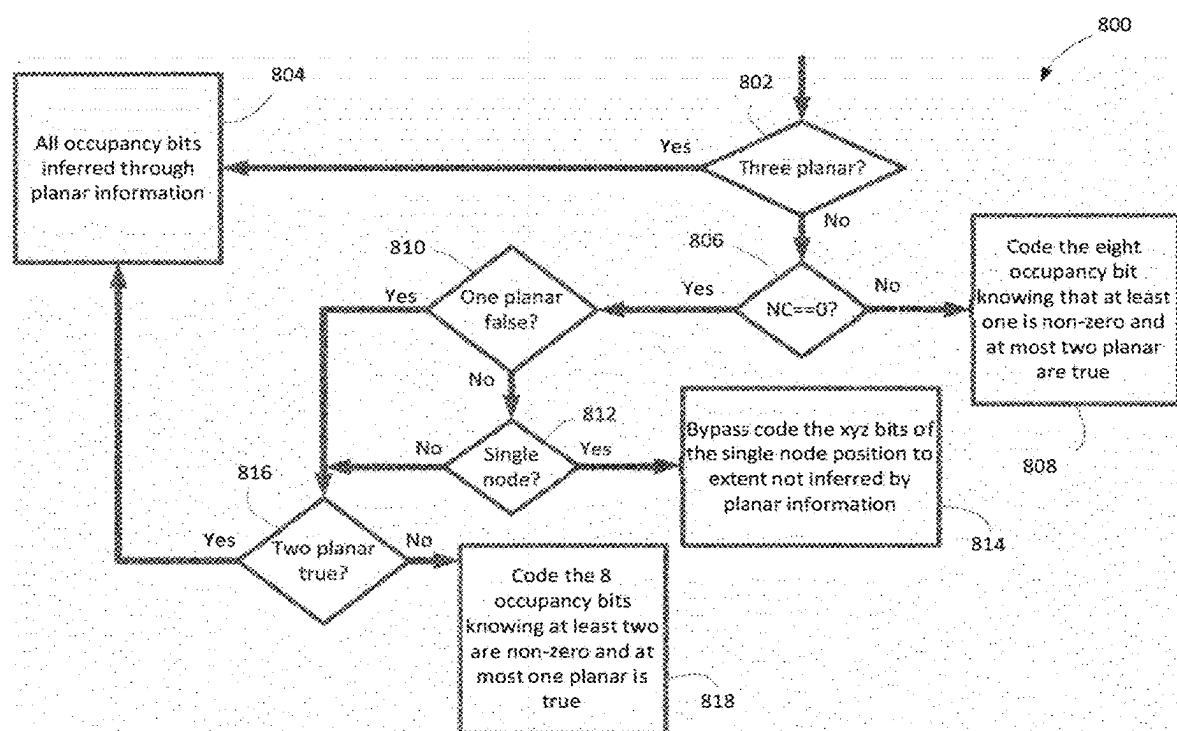 800
804
802
All occupancy bits
inferred through
planar information
Yes
Three planar?
No
806
810
Code the eight
occupancy bit
knowing that at least
one is non-zero and
at most two planar
are true
Yes
One planar
false?
Yes
NC==0?
No
No
812
Bypass code the xyz bits of
the single node position to
extent not inferred by
planar information
No
Single
node?
Yes
808
816
Yes
Two planar
true?
No
814
Code the 8
occupancy bits
knowing at least two
are non-zero and at
most one planar is
true
818